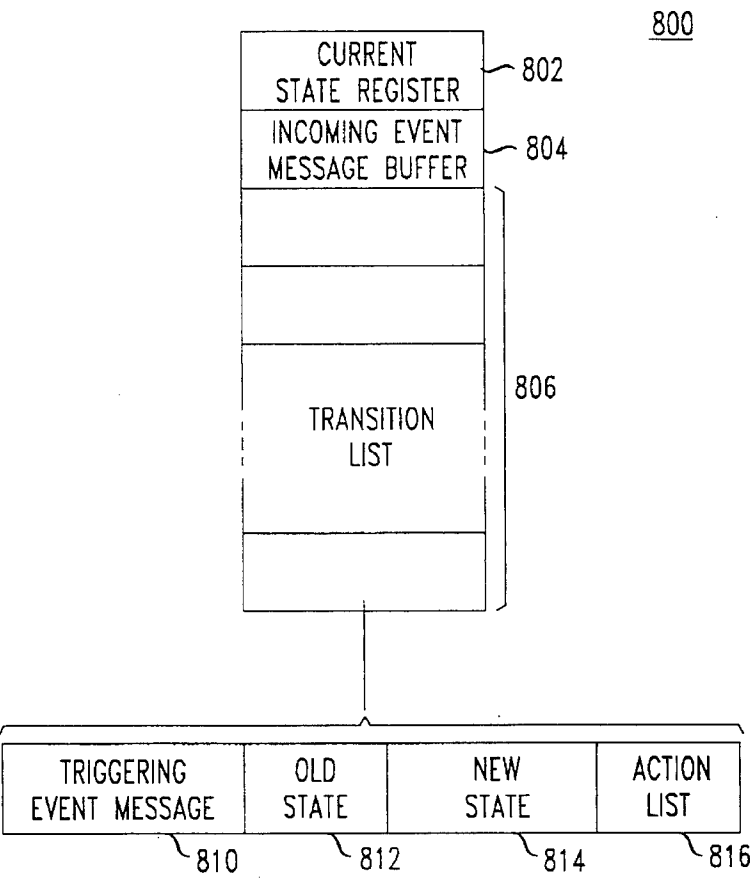 800
CURRENT
STATE REGISTER
802
INCOMING EVENT
MESSAGE BUFFER
804
806
TRANSITION
LIST
TRIGGERING
EVENT MESSAGE
OLD
STATE
NEW
STATE
ACTION
LIST
810
812
814
816